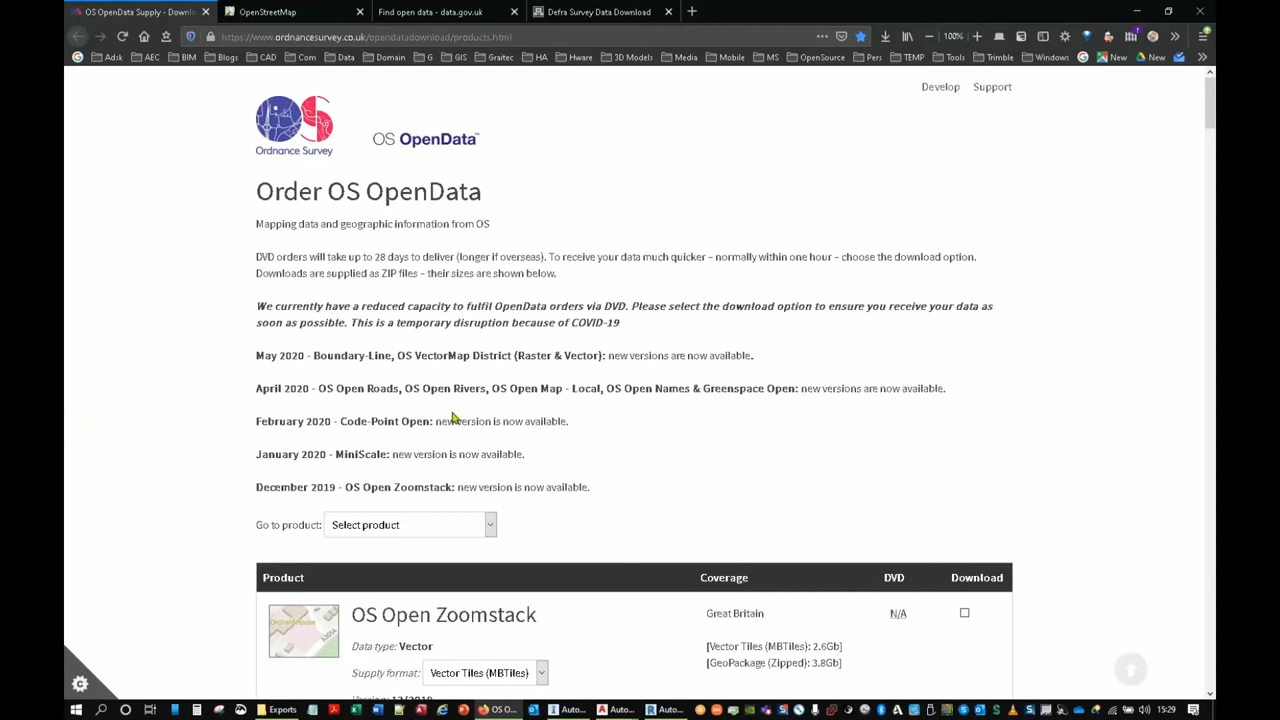 OS OpenData Supply - Downlo
OpenStreetMap
Find open data - data.gov.uk
Defra Survey Data Download
https://www.ordnancesurvey.co.uk/opendatadownload/products.html
100%
Adsk AEC BIM Blogs CAD Com Data Domain G GIS Graitec HA Hware 3D Models Media Mobile MS OpenSource Pers TEMP Tools Trimble Windows New New
Develop Support
Ordnance Survey
OS OpenData™
Order OS OpenData
Mapping data and geographic information from OS
DVD orders will take up to 28 days to deliver (longer if overseas). To receive your data much quicker – normally within one hour – choose the download option.
Downloads are supplied as ZIP files – their sizes are shown below.
We currently have a reduced capacity to fulfil OpenData orders via DVD. Please select the download option to ensure you receive your data as
soon as possible. This is a temporary disruption because of COVID-19
May 2020 - Boundary-Line, OS VectorMap District (Raster & Vector): new versions are now available.
April 2020 - OS Open Roads, OS Open Rivers, OS Open Map - Local, OS Open Names & Greenspace Open: new versions are now available.
February 2020 - Code-Point Open: new version is now available.
January 2020 - MiniScale: new version is now available.
December 2019 - OS Open Zoomstack: new version is now available.
Go to product: Select product
Product Coverage DVD Download
OS Open Zoomstack
Great Britain
N/A
Data type: Vector
[Vector Tiles (MBTiles): 2.6Gb]
[GeoPackage (Zipped): 3.8Gb]
Supply format: Vector Tiles (MBTiles)
Version: 12/2019
Exports
OS O...
Auto...
Auto...
Auto...
15:29